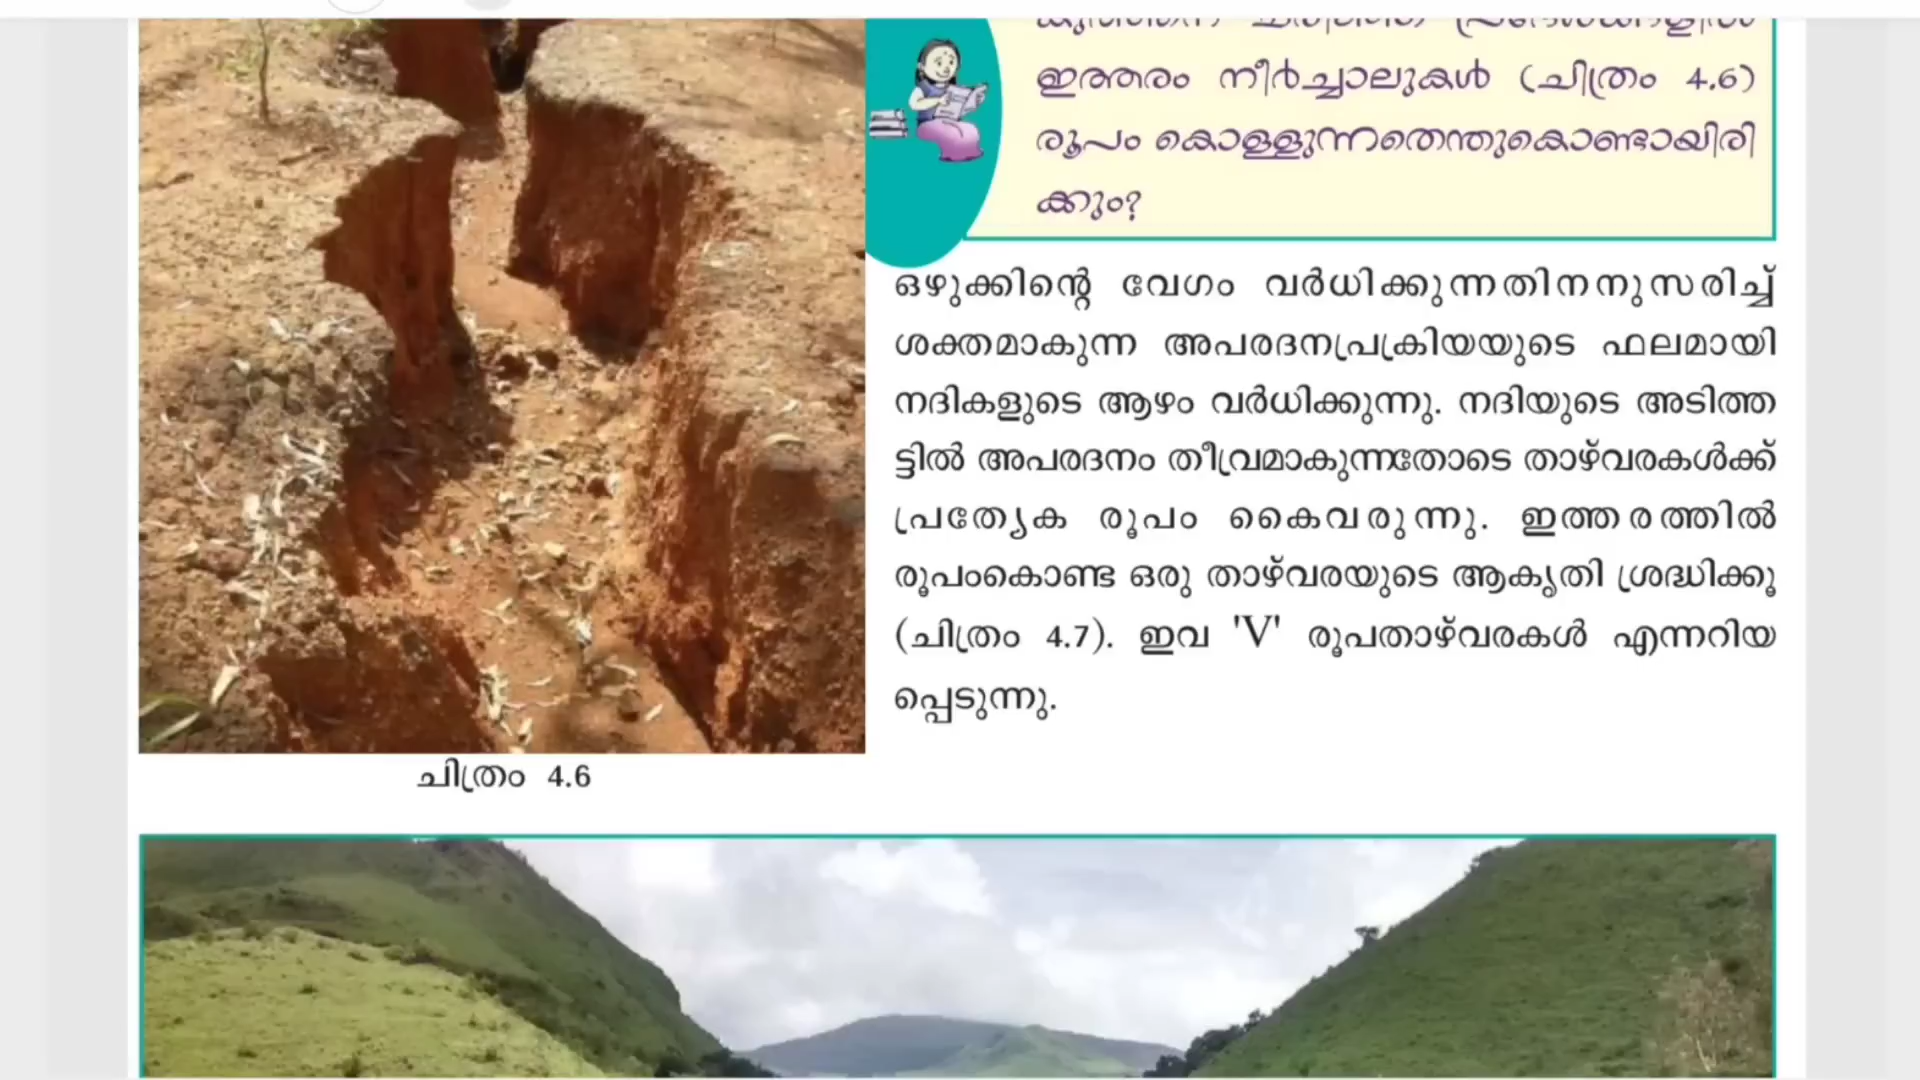 ഇത്തരം നീർച്ചാലുകൾ (ചിത്രം 4.6)
രൂപം കൊള്ളുന്നതെന്തുകൊണ്ടായിരി
ക്കും?
ഒഴുക്കിന്റെ വേഗം വർധിക്കുന്നതിനനുസരിച്ച്
ശക്തമാകുന്ന അപരദനപ്രക്രിയയുടെ ഫലമായി
നദികളുടെ ആഴം വർധിക്കുന്നു. നദിയുടെ അടിത്ത
ട്ടിൽ അപരദനം തീവ്രമാകുന്നതോടെ താഴ്‌വരകൾക്ക്
പ്രത്യേക രൂപം കൈവരുന്നു. ഇത്തരത്തിൽ
രൂപംകൊണ്ട ഒരു താഴ്‌വരയുടെ ആകൃതി ശ്രദ്ധിക്കൂ
(ചിത്രം 4.7). ഇവ 'V' രൂപതാഴ്‌വരകൾ എന്നറിയ
പ്പെടുന്നു.
ചിത്രം 4.6